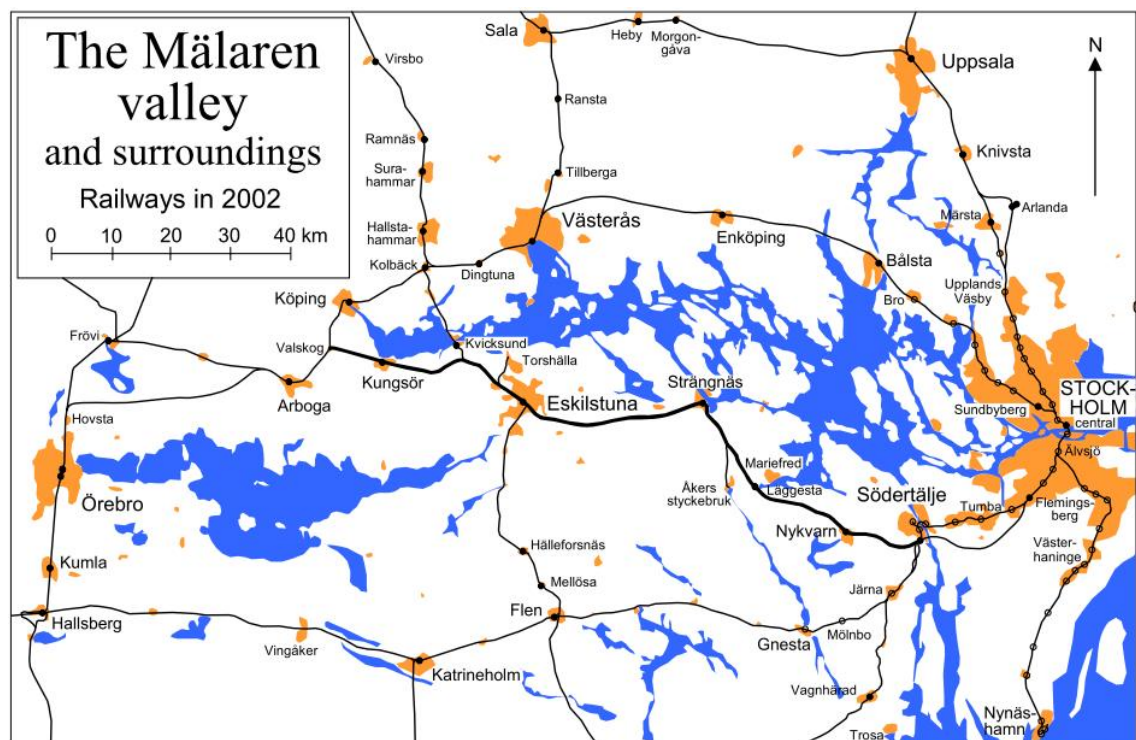 The Mälaren
valley
and surroundings
Railways in 2002
0 10 20 30 40 km
N
Sala
Heby
Morgon-
gåva
Uppsala
Virsbo
Ransta
Ramnäs
Sura-
hammar
Tillberga
Knivsta
Hallsta-
hammar
Västerås
Enköping
Märsta
Arlanda
Kolbäck
Dingtuna
Bålsta
Upplands
Väsby
Köping
Bro
Frövi
Valskog
Kvicksund
Torshälla
Kungsör
Arboga
Eskilstuna
Strängnäs
Sundbyberg
STOCK-
HOLM
central
Hovsta
Älvsjö
Örebro
Mariefred
Åkers
styckebruk
Läggesta
Södertälje
Tumba
Flemings-
berg
Nykvarn
Väster-
haninge
Hälleforsnäs
Kumla
Mellösa
Järna
Flen
Hallsberg
Vingåker
Gnesta
Mölnbo
Katrineholm
Vagnhärad
Trosa
Nynäs-
hamn